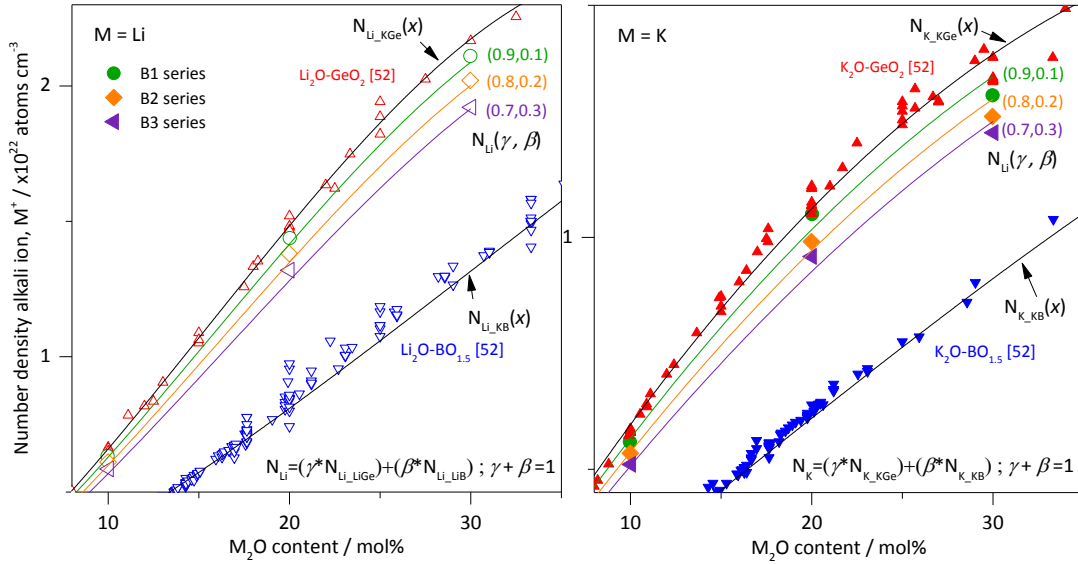 M = Li
N_Li_KGe(x)
Li₂O-GeO₂ [52]
(0.9,0.1)
(0.8,0.2)
(0.7,0.3)
B1 series
B2 series
B3 series
N_Li(γ, β)
N_Li_KB(x)
Li₂O-BO₁.₅ [52]
N_Li=(γ*N_Li_LiGe)+(β*N_Li_LiB) ; γ + β =1
2
1
10
20
30
M₂O content / mol%
Number density alkali ion, M⁺ / x10²² atoms cm⁻³
M = K
N_K_KGe(x)
K₂O-GeO₂ [52]
(0.9,0.1)
(0.8,0.2)
(0.7,0.3)
N_Li(γ, β)
N_K_KB(x)
K₂O-BO₁.₅ [52]
N_K=(γ*N_K_KGe)+(β*N_K_KB) ; γ + β =1
1
10
20
30
M₂O content / mol%